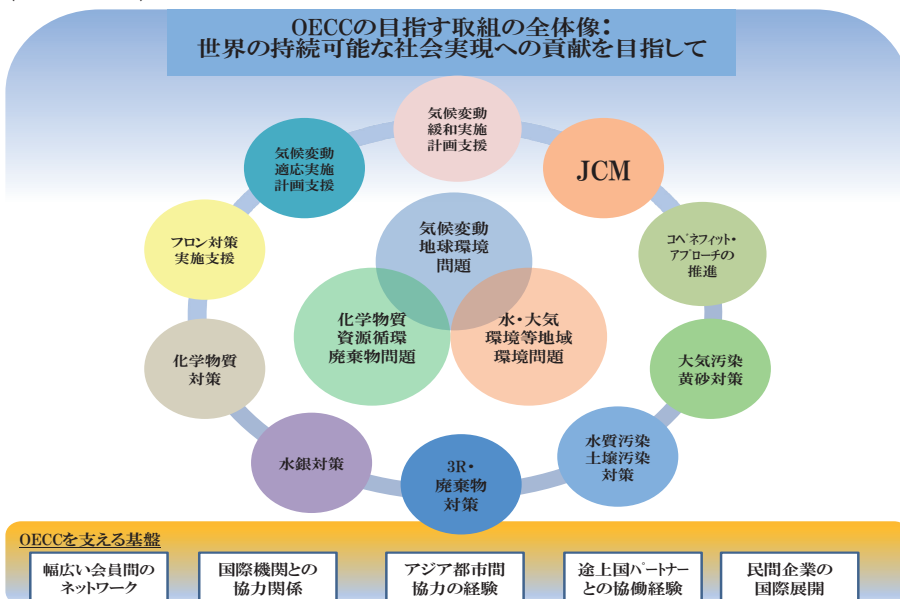 OECCの目指す取組の全体像：
世界の持続可能な社会実現への貢献を目指して
気候変動
緩和実施
計画支援
気候変動
適応実施
計画支援
JCM
フロン対策
実施支援
気候変動
地球環境
問題
コベネフィット・
アプローチの
推進
化学物質
資源循環
廃棄物問題
水・大気
環境等地域
環境問題
化学物質
対策
大気汚染
黄砂対策
水銀対策
3R・
廃棄物
対策
水質汚染
土壌汚染
対策
OECCを支える基盤
幅広い会員間の
ネットワーク
国際機関との
協力関係
アジア都市間
協力の経験
途上国パートナー
との協働経験
民間企業の
国際展開